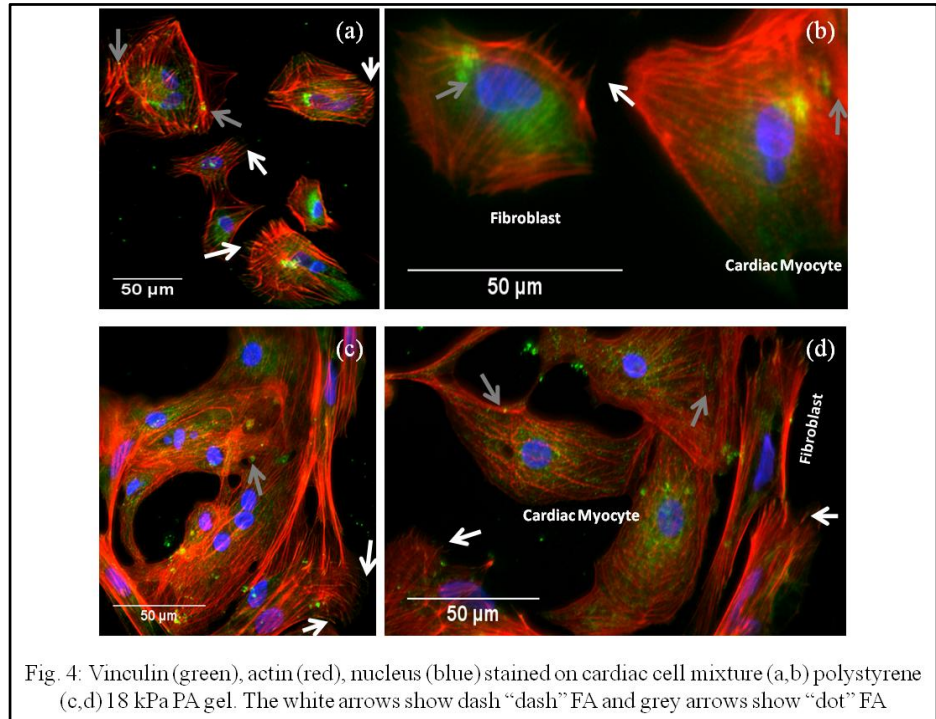 (a)
(b)
50 µm
Fibroblast
50 µm
Cardiac Myocyte
(c)
(d)
Fibroblast
Cardiac Myocyte
50 µm
50 µm
Fig. 4: Vinculin (green), actin (red), nucleus (blue) stained on cardiac cell mixture (a,b) polystyrene
(c,d) 18 kPa PA gel. The white arrows show dash “dash” FA and grey arrows show “dot” FA